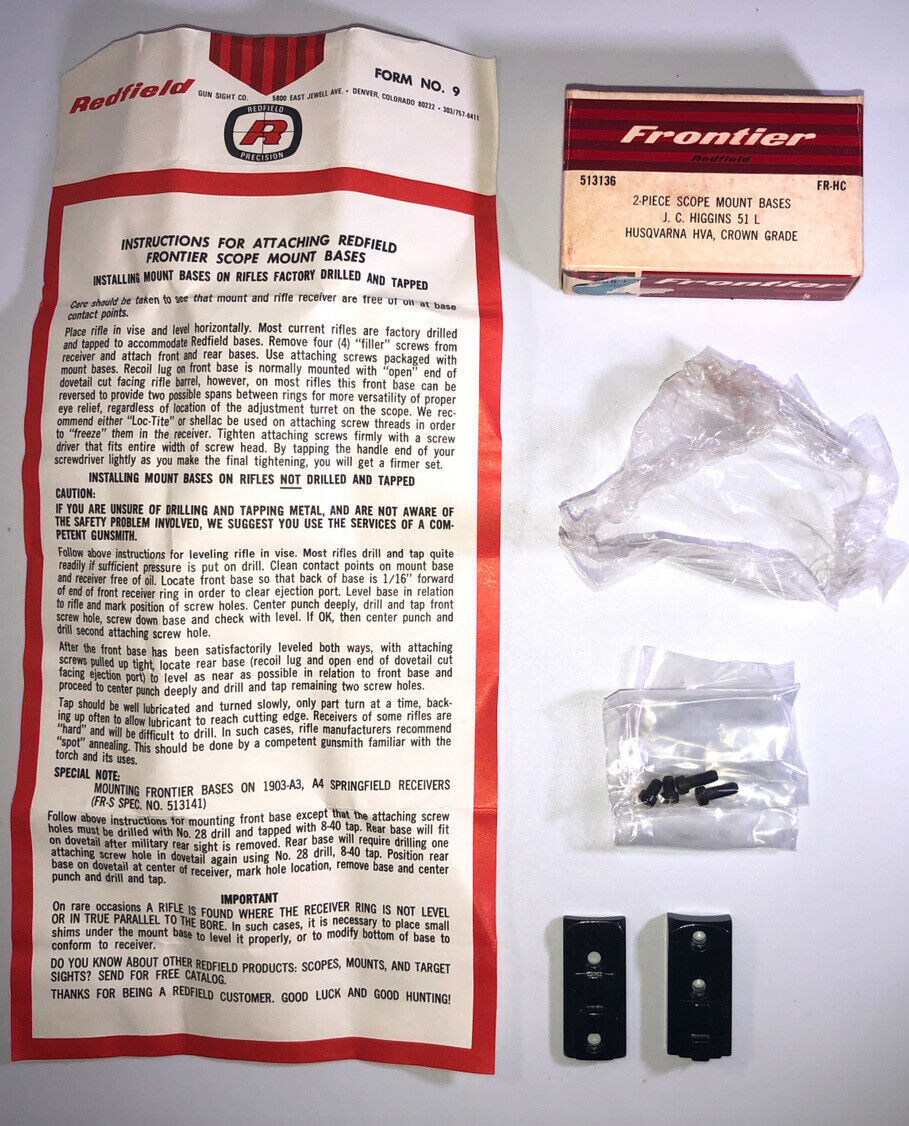 Redfield
GUN SIGHT CO. 5800 EAST JEWELL AVE. • DENVER, COLORADO 80222 • 303/757-6411
FORM NO. 9
REDFIELD
R
PRECISION
INSTRUCTIONS FOR ATTACHING REDFIELD
FRONTIER SCOPE MOUNT BASES
INSTALLING MOUNT BASES ON RIFLES FACTORY DRILLED AND TAPPED
Care should be taken to see that mount and rifle receiver are free of oil at base
contact points.
Place rifle in vise and level horizontally. Most current rifles are factory drilled
and tapped to accommodate Redfield bases. Remove four (4) "filler" screws from
receiver and attach front and rear bases. Use attaching screws packaged with
mount bases. Recoil lug on front base is normally mounted with "open" end of
dovetail cut facing rifle barrel, however, on most rifles this front base can be
reversed to provide two possible spans between rings for more versatility of proper
eye relief, regardless of location of the adjustment turret on the scope. We rec-
ommend either "Loc-Tite" or shellac be used on attaching screw threads in order
to "freeze" them in the receiver. Tighten attaching screws firmly with a screw
driver that fits entire width of screw head. By tapping the handle end of your
screwdriver lightly as you make the final tightening, you will get a firmer set.
INSTALLING MOUNT BASES ON RIFLES NOT DRILLED AND TAPPED
CAUTION:
IF YOU ARE UNSURE OF DRILLING AND TAPPING METAL, AND ARE NOT AWARE OF
THE SAFETY PROBLEM INVOLVED, WE SUGGEST YOU USE THE SERVICES OF A COM-
PETENT GUNSMITH.
Follow above instructions for leveling rifle in vise. Most rifles drill and tap quite
readily if sufficient pressure is put on drill. Clean contact points on mount base
and receiver free of oil. Locate front base so that back of base is 1/16" forward
of end of front receiver ring in order to clear ejection port. Level base in relation
to rifle and mark position of screw holes. Center punch deeply, drill and tap front
screw hole, screw down base and check with level. If OK, then center punch and
drill second attaching screw hole.
After the front base has been satisfactorily leveled both ways, with attaching
screws pulled up tight, locate rear base (recoil lug and open end of dovetail cut
facing ejection port) to level as near as possible in relation to front base and
proceed to center punch deeply and drill and tap remaining two screw holes.
Tap should be well lubricated and turned slowly, only part turn at a time, back-
ing up often to allow lubricant to reach cutting edge. Receivers of some rifles are
"hard" and will be difficult to drill. In such cases, rifle manufacturers recommend
"spot" annealing. This should be done by a competent gunsmith familiar with the
torch and its uses.
SPECIAL NOTE:
MOUNTING FRONTIER BASES ON 1903-A3, A4 SPRINGFIELD RECEIVERS
(FR-S SPEC. NO. 513141)
Follow above instructions for mounting front base except that the attaching screw
holes must be drilled with No. 28 drill and tapped with 8-40 tap. Rear base will fit
on dovetail after military rear sight is removed. Rear base will require drilling one
attaching screw hole in dovetail again using No. 28 drill, 8-40 tap. Position rear
base on dovetail at center of receiver, mark hole location, remove base and center
punch and drill and tap.
IMPORTANT
On rare occasions A RIFLE IS FOUND WHERE THE RECEIVER RING IS NOT LEVEL
OR IN TRUE PARALLEL TO THE BORE. In such cases, it is necessary to place small
shims under the mount base to level it properly, or to modify bottom of base to
conform to receiver.
DO YOU KNOW ABOUT OTHER REDFIELD PRODUCTS: SCOPES, MOUNTS, AND TARGET
SIGHTS? SEND FOR FREE CATALOG.
THANKS FOR BEING A REDFIELD CUSTOMER. GOOD LUCK AND GOOD HUNTING!
Frontier
Redfield
513136 FR-HC
2-PIECE SCOPE MOUNT BASES
J. C. HIGGINS 51 L
HUSQVARNA HVA, CROWN GRADE
Frontier